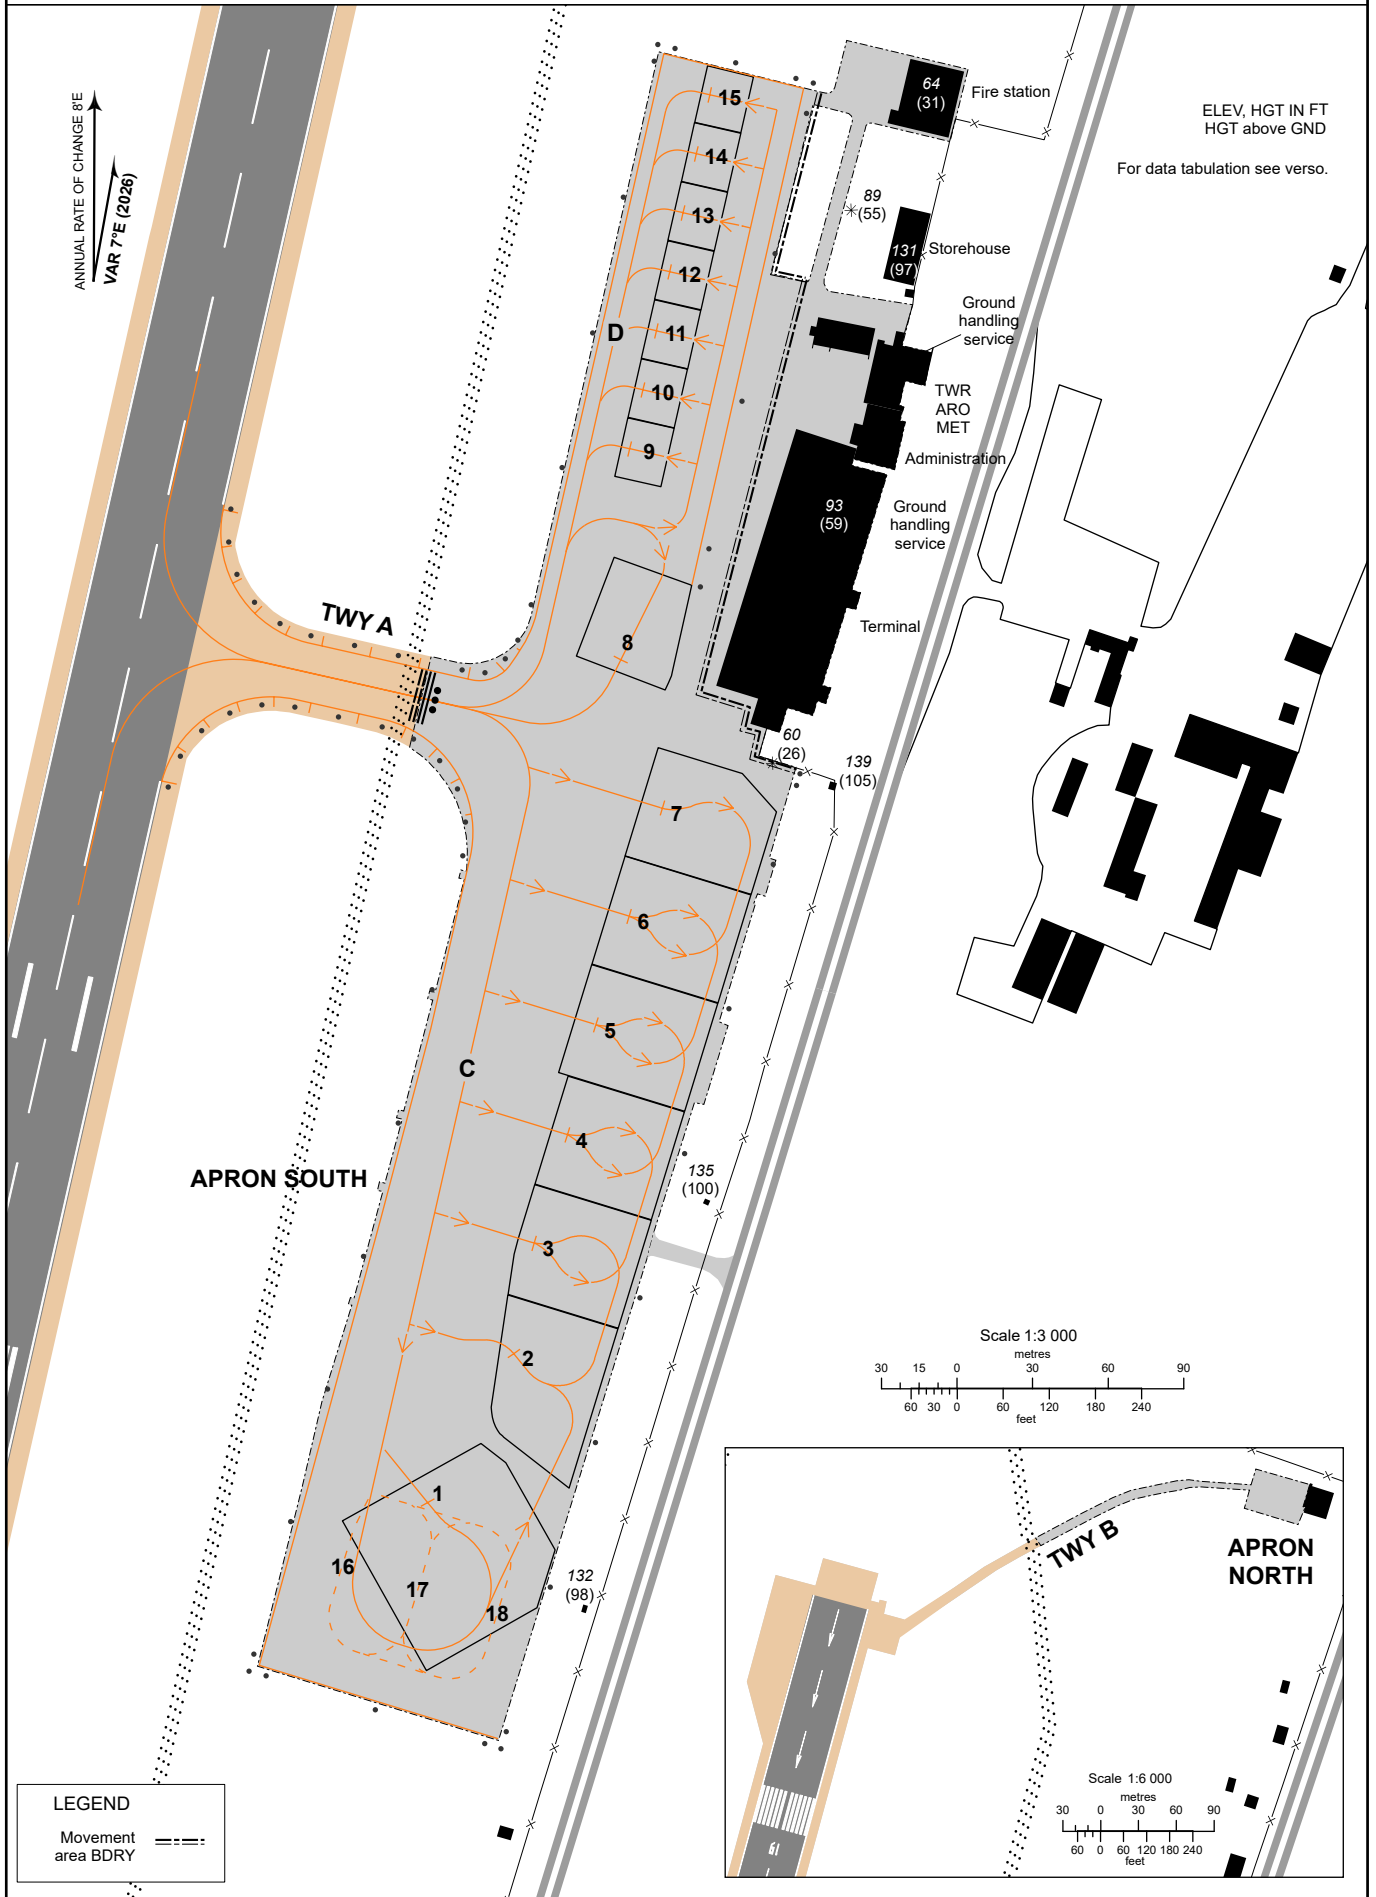 ANNUAL RATE OF CHANGE 8'E
VAR 7°E (2026)
ELEV, HGT IN FT
HGT above GND
For data tabulation see verso.
64
(31)
Fire station
15
14
13
12
11
10
9
D
89
(55)
131
(97)
Storehouse
Ground
handling
service
TWR
ARO
MET
Administration
93
(59)
Ground
handling
service
Terminal
TWY A
8
60
(26)
139
(105)
7
6
5
C
4
APRON SOUTH
135
(100)
3
2
1
16
17
18
132
(98)
Scale 1:3 000
metres
30 15 0 30 60 90
60 30 0 60 120 180 240
feet
TWY B
APRON
NORTH
19
Scale 1:6 000
metres
30 0 30 60 90
60 0 60 120 180 240
feet
LEGEND
Movement
area BDRY